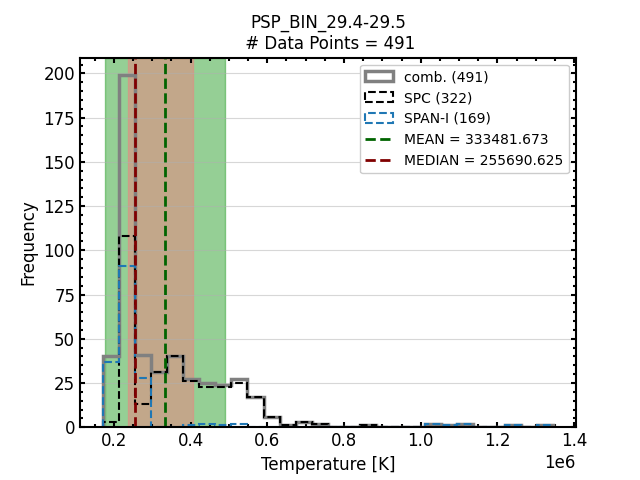 PSP_BIN_29.4-29.5
# Data Points = 491
comb. (491)
SPC (322)
SPAN-I (169)
MEAN = 333481.673
MEDIAN = 255690.625
200
175
150
125
100
75
50
25
0
Frequency
0.2 0.4 0.6 0.8 1.0 1.2 1.4
1e6
Temperature [K]